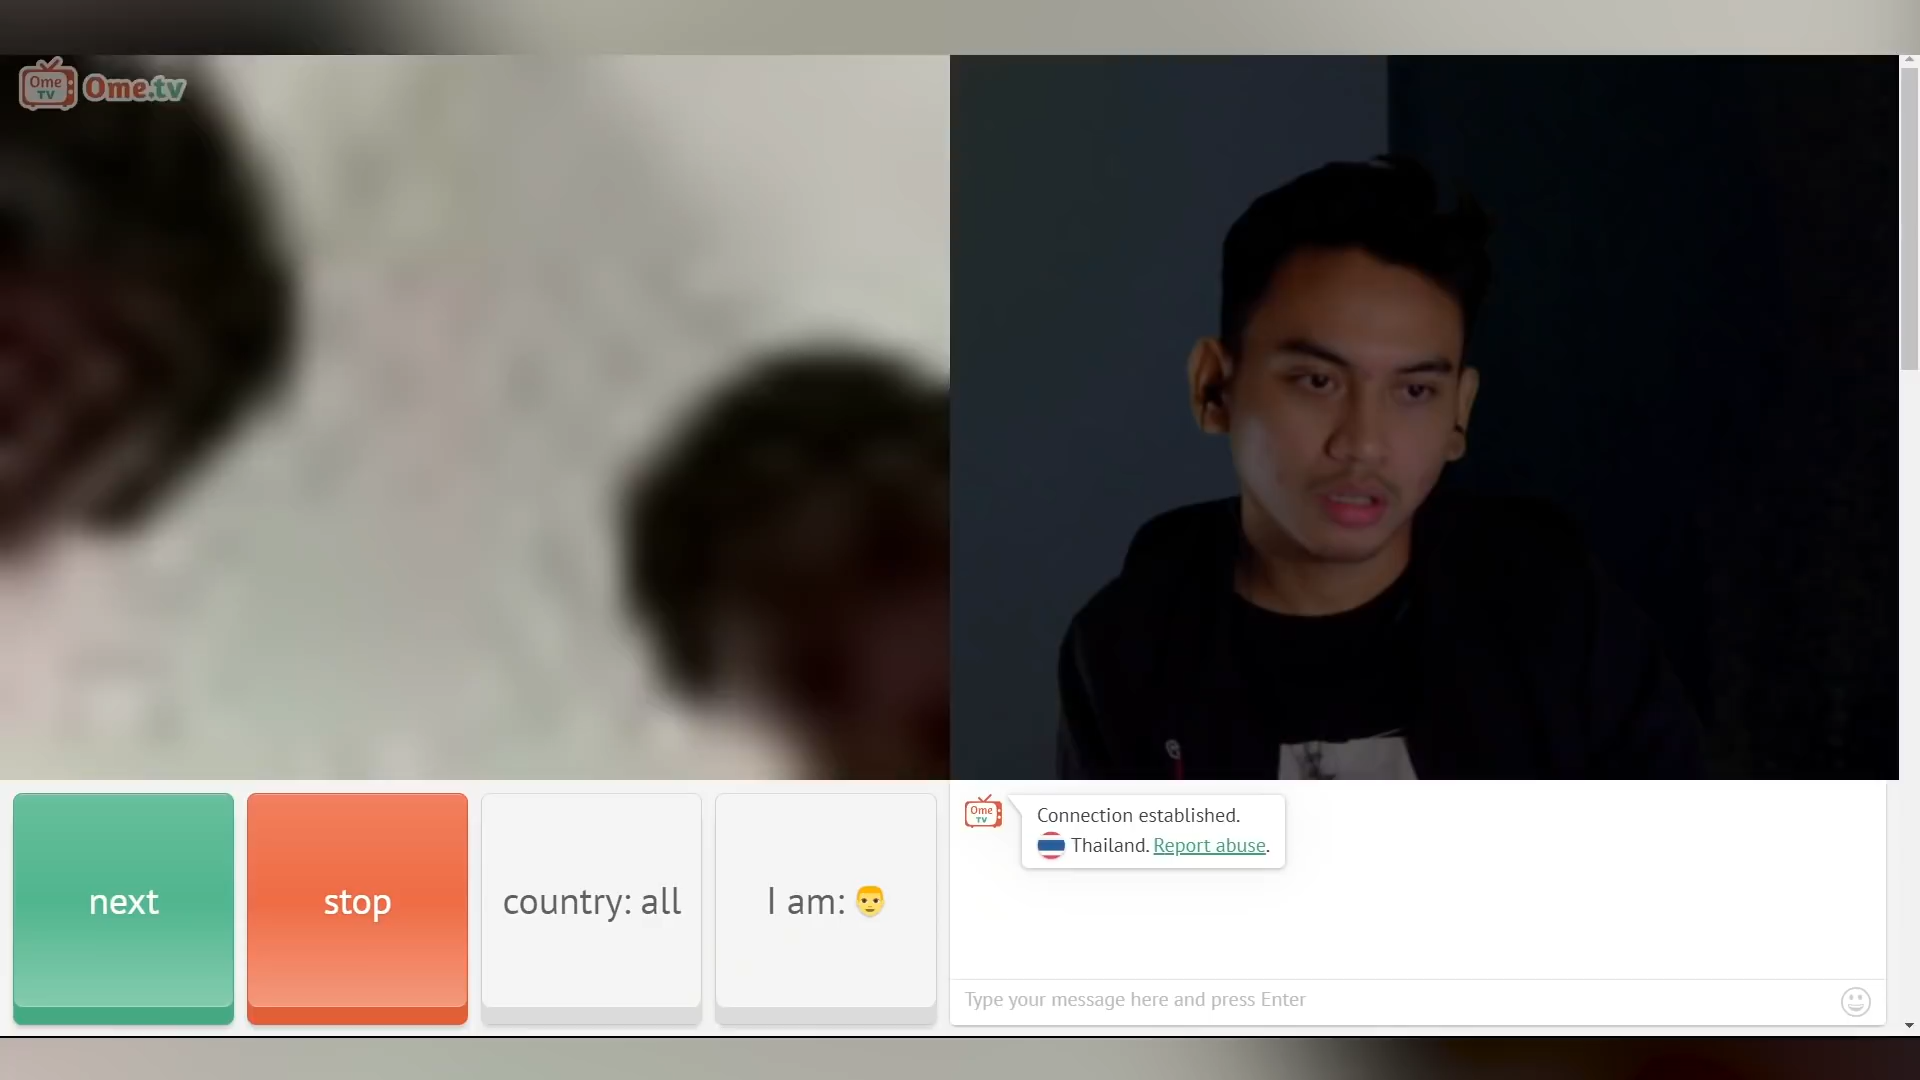 Ome
TV
Ome.tv
next
stop
country: all
I am:
Ome
TV
Connection established.
Thailand. Report abuse.
Type your message here and press Enter